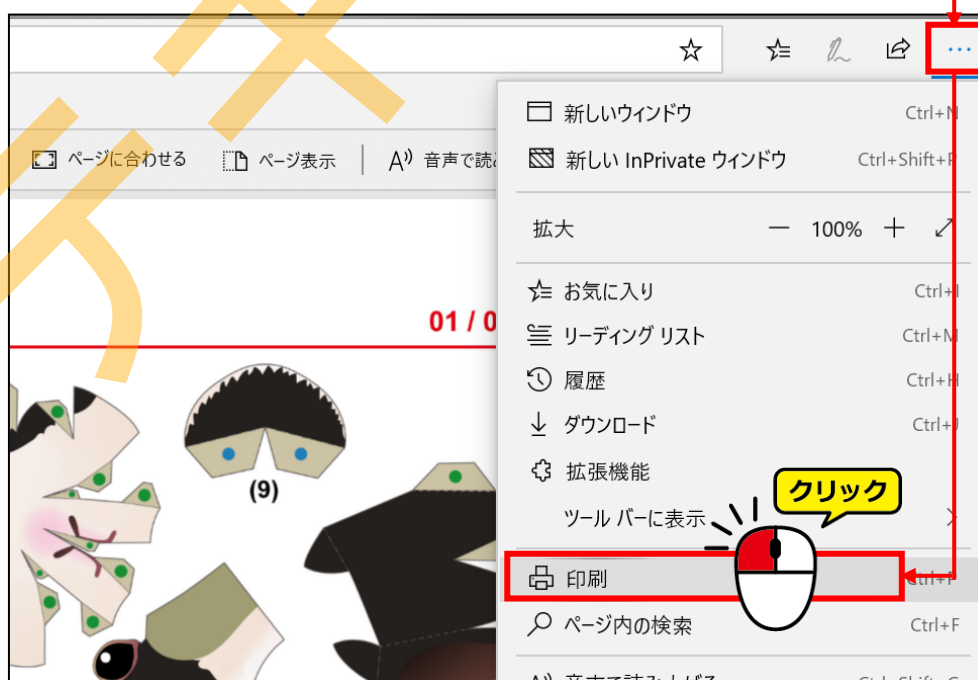 ページに合わせる ページ表示 音声で読
新しいウィンドウ Ctrl+N
新しい InPrivate ウィンドウ Ctrl+Shift+P
拡大 100%
01 / 0
お気に入り Ctrl+I
リーディング リスト Ctrl+M
履歴 Ctrl+H
ダウンロード Ctrl+J
拡張機能
(9)
クリック
ツール バーに表示
印刷 Ctrl+P
ページ内の検索 Ctrl+F